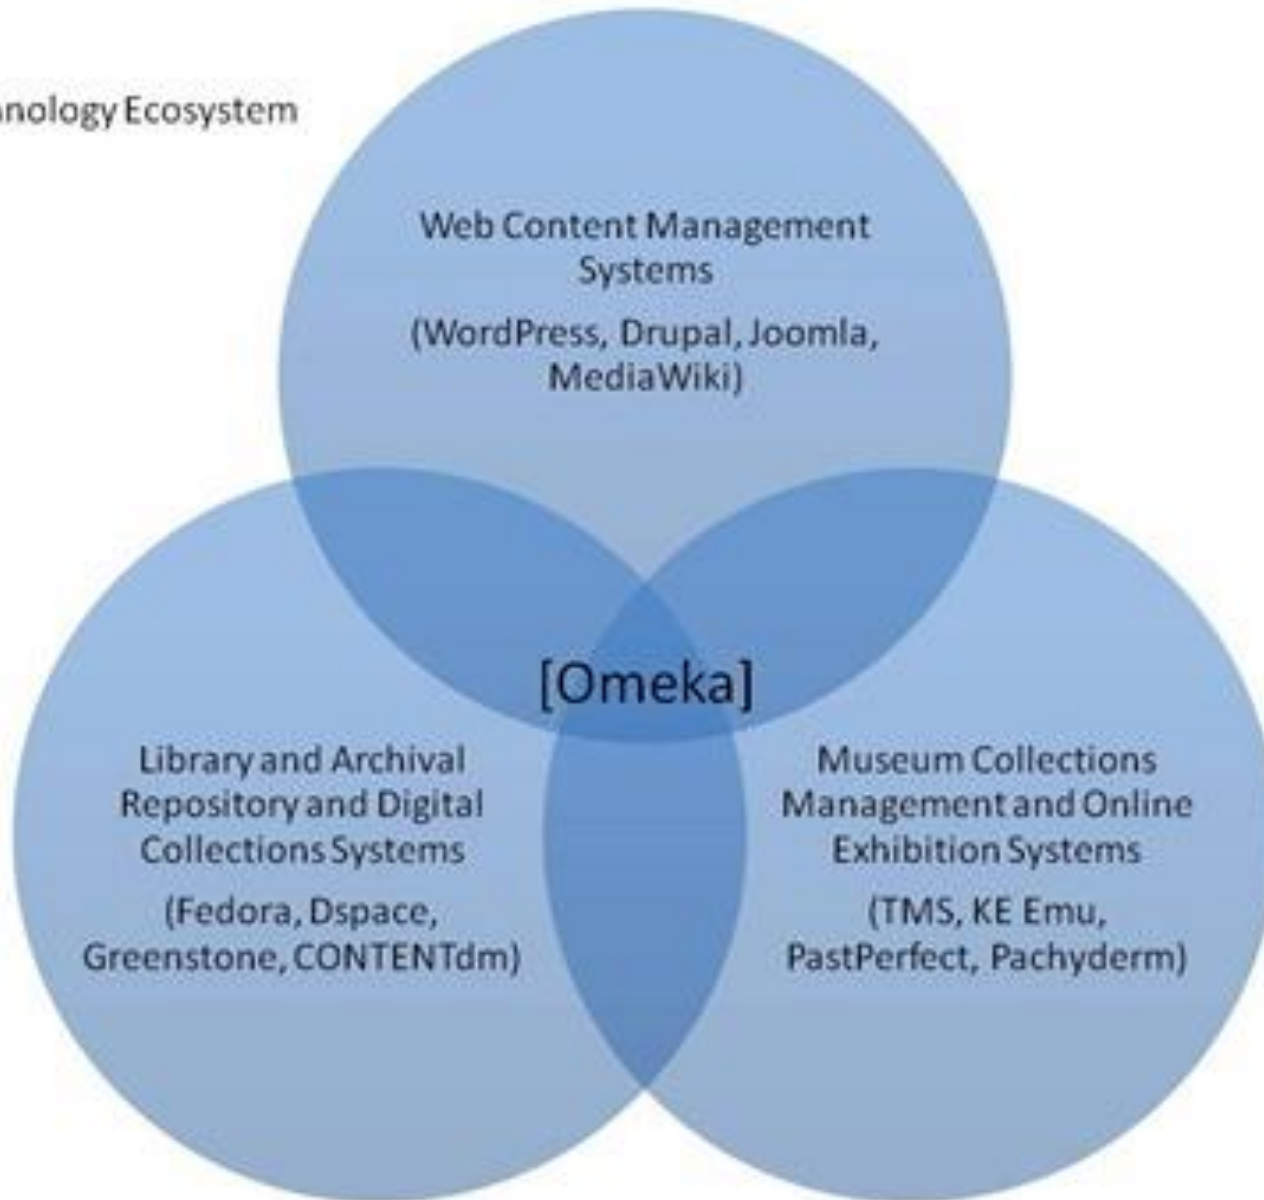 Ecosystem
Web Content Management
Systems
(WordPress, Drupal, Joomla,
MediaWiki)
[Omeka]
Library and Archival
Repository and Digital
Collections Systems
(Fedora, Dspace,
Greenstone, CONTENTdm)
Museum Collections
Management and Online
Exhibition Systems
(TMS, KE Emu,
PastPerfect, Pachyderm)